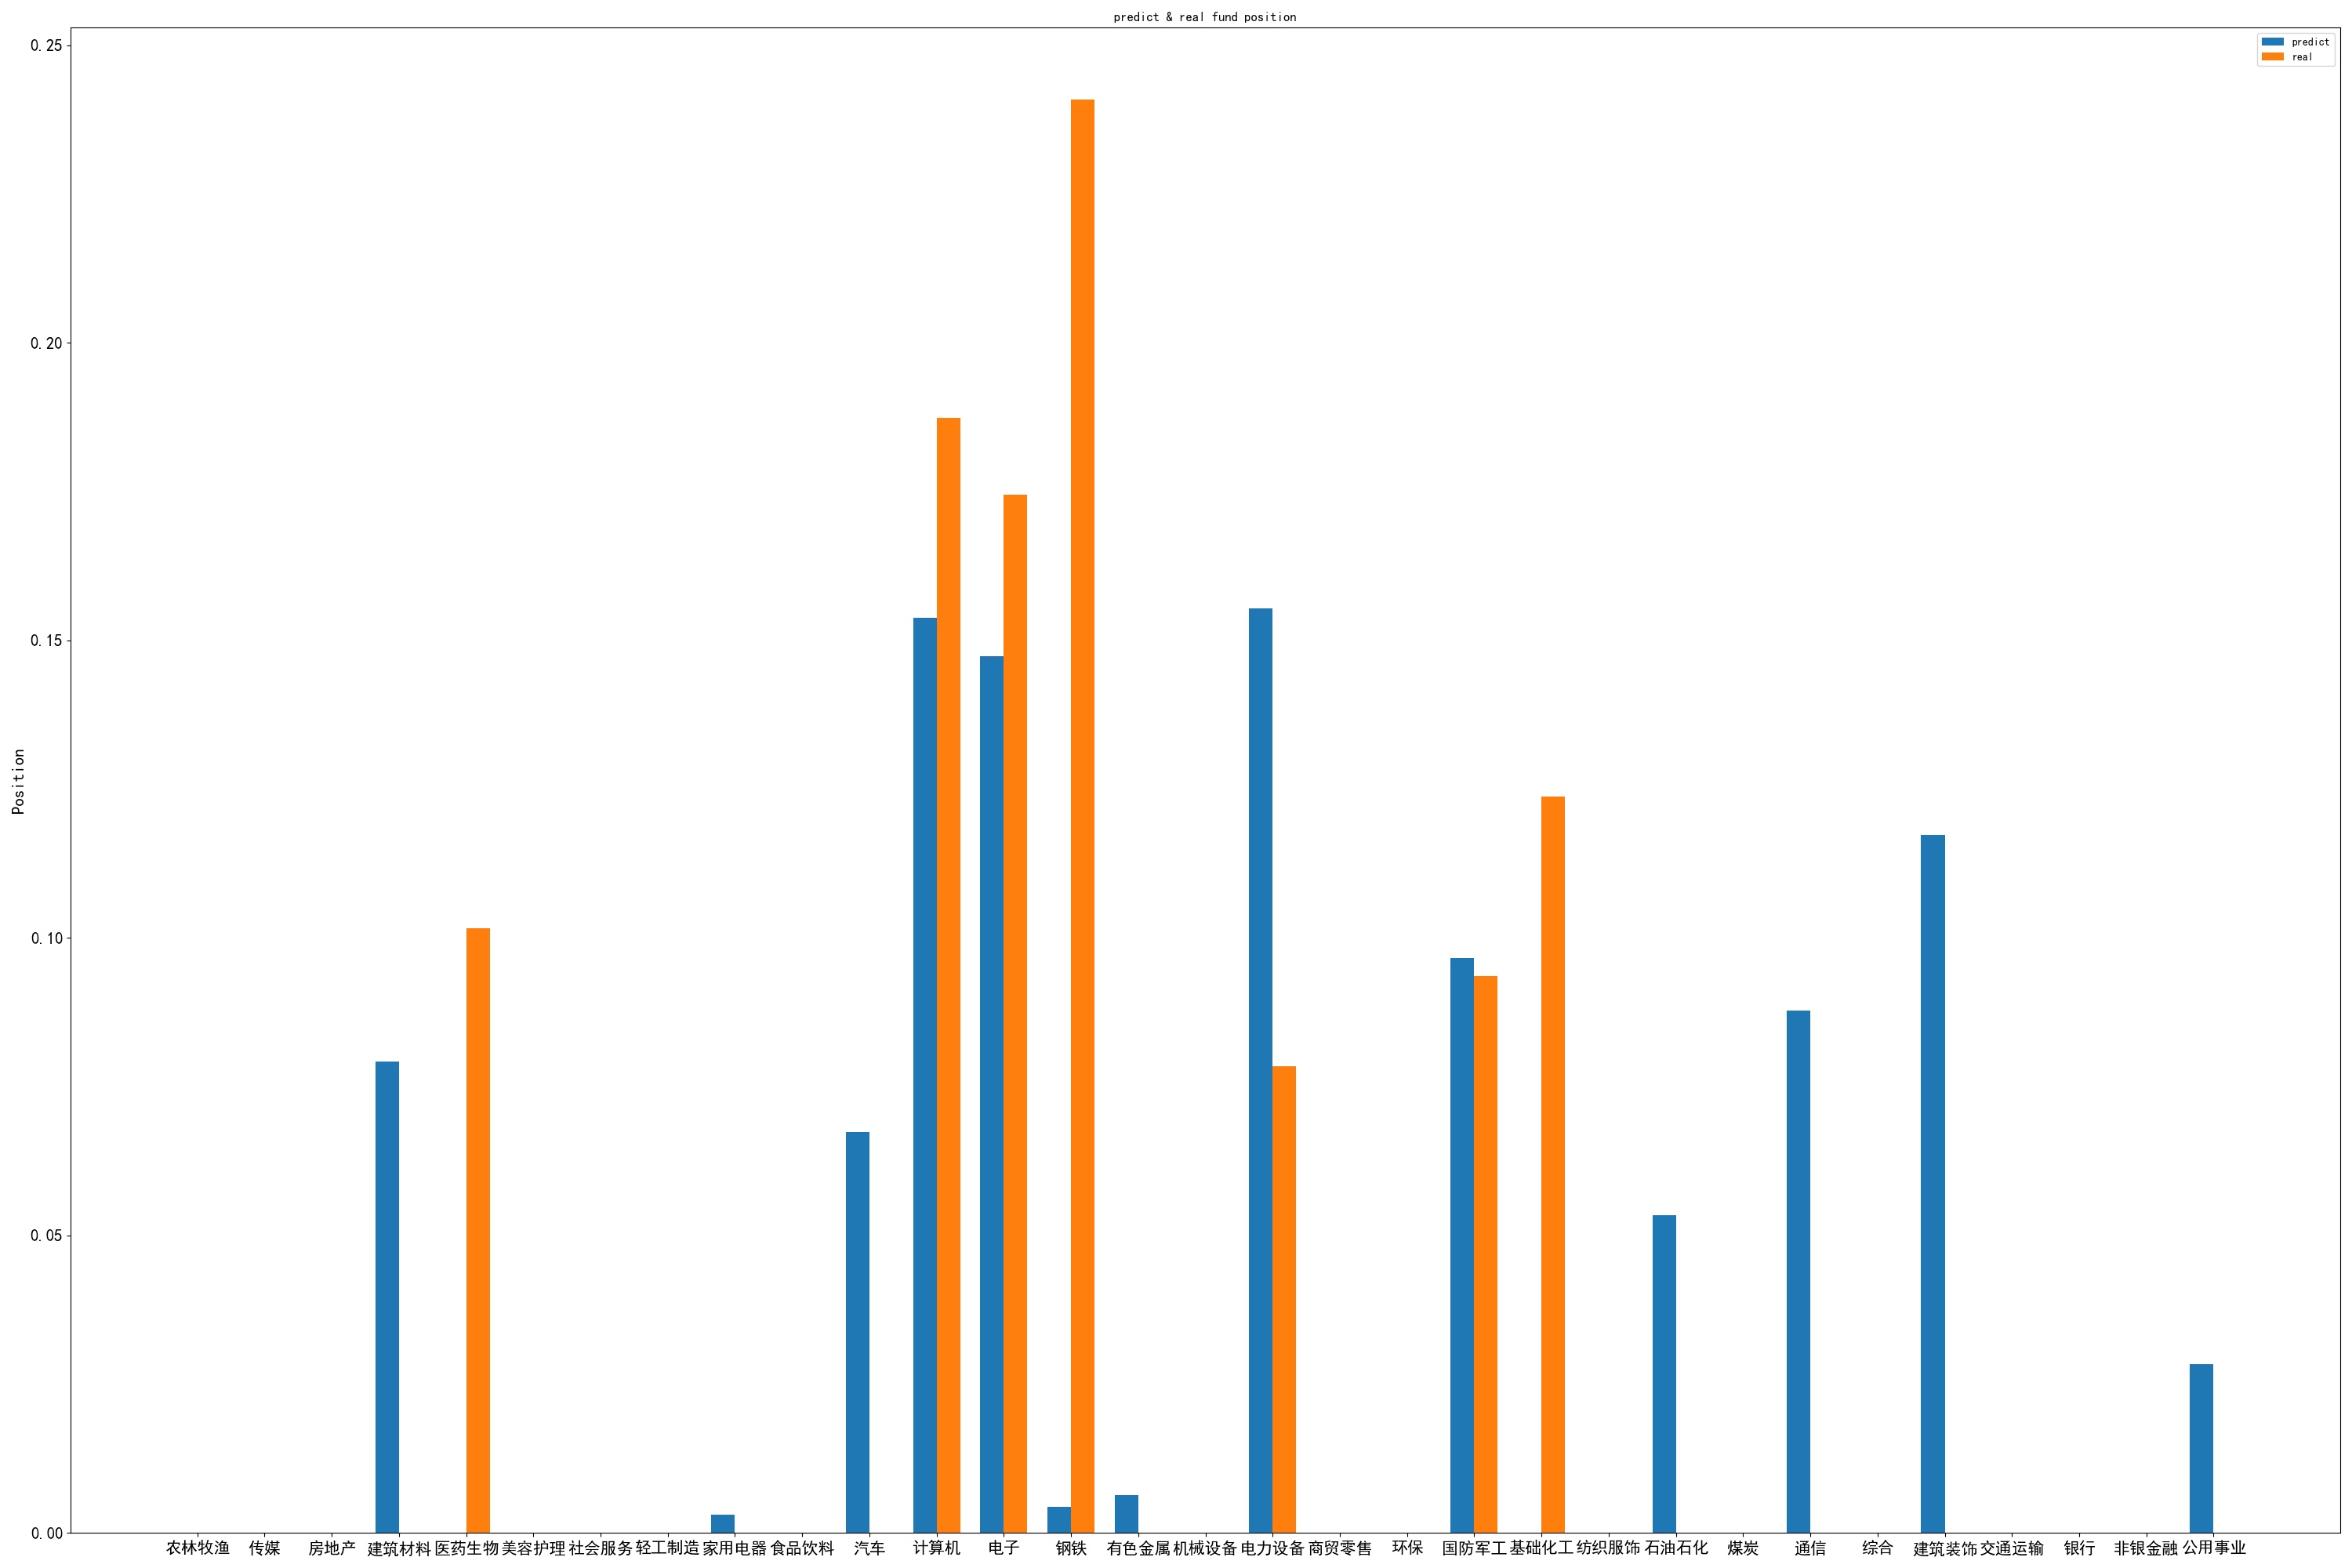 predict & real fund position
predict
real
0.25
0.20
0.15
0.10
0.05
0.00
Position
农林牧渔 传媒 房地产 建筑材料 医药生物 美容护理 社会服务 轻工制造 家用电器 食品饮料 汽车 计算机 电子 钢铁 有色金属 机械设备 电力设备 商贸零售 环保 国防军工 基础化工 纺织服饰 石油石化 煤炭 通信 综合 建筑装饰 交通运输 银行 非银金融 公用事业